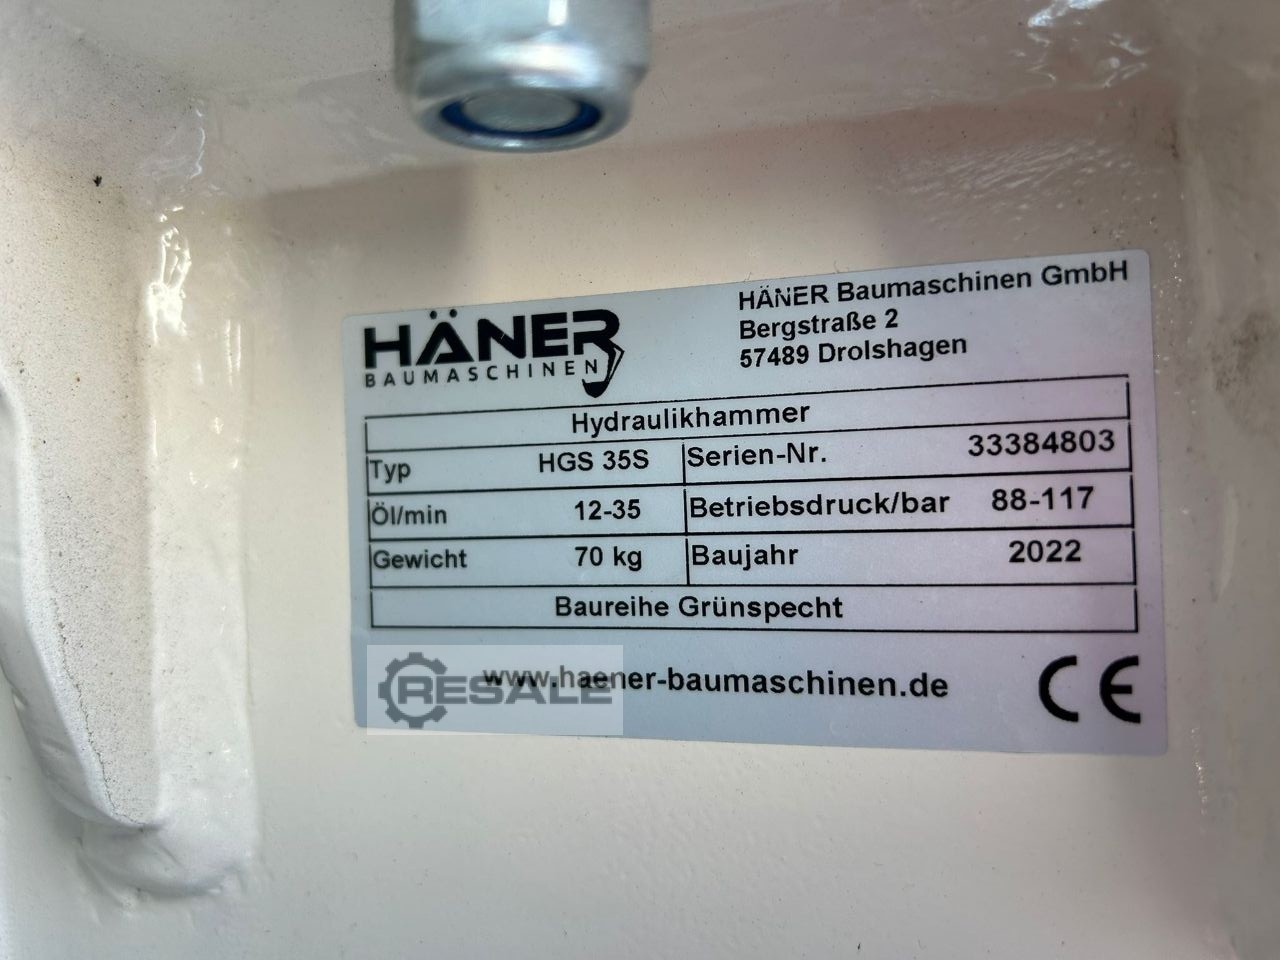 HÄNER
BAUMASCHINEN
HÄNER Baumaschinen GmbH
Bergstraße 2
57489 Drolshagen
Hydraulikhammer
Typ HGS 35S Serien-Nr. 33384803
Öl/min 12-35 Betriebsdruck/bar 88-117
Gewicht 70 kg Baujahr 2022
Baureihe Grünspecht
www.haener-baumaschinen.de CE
RESALE